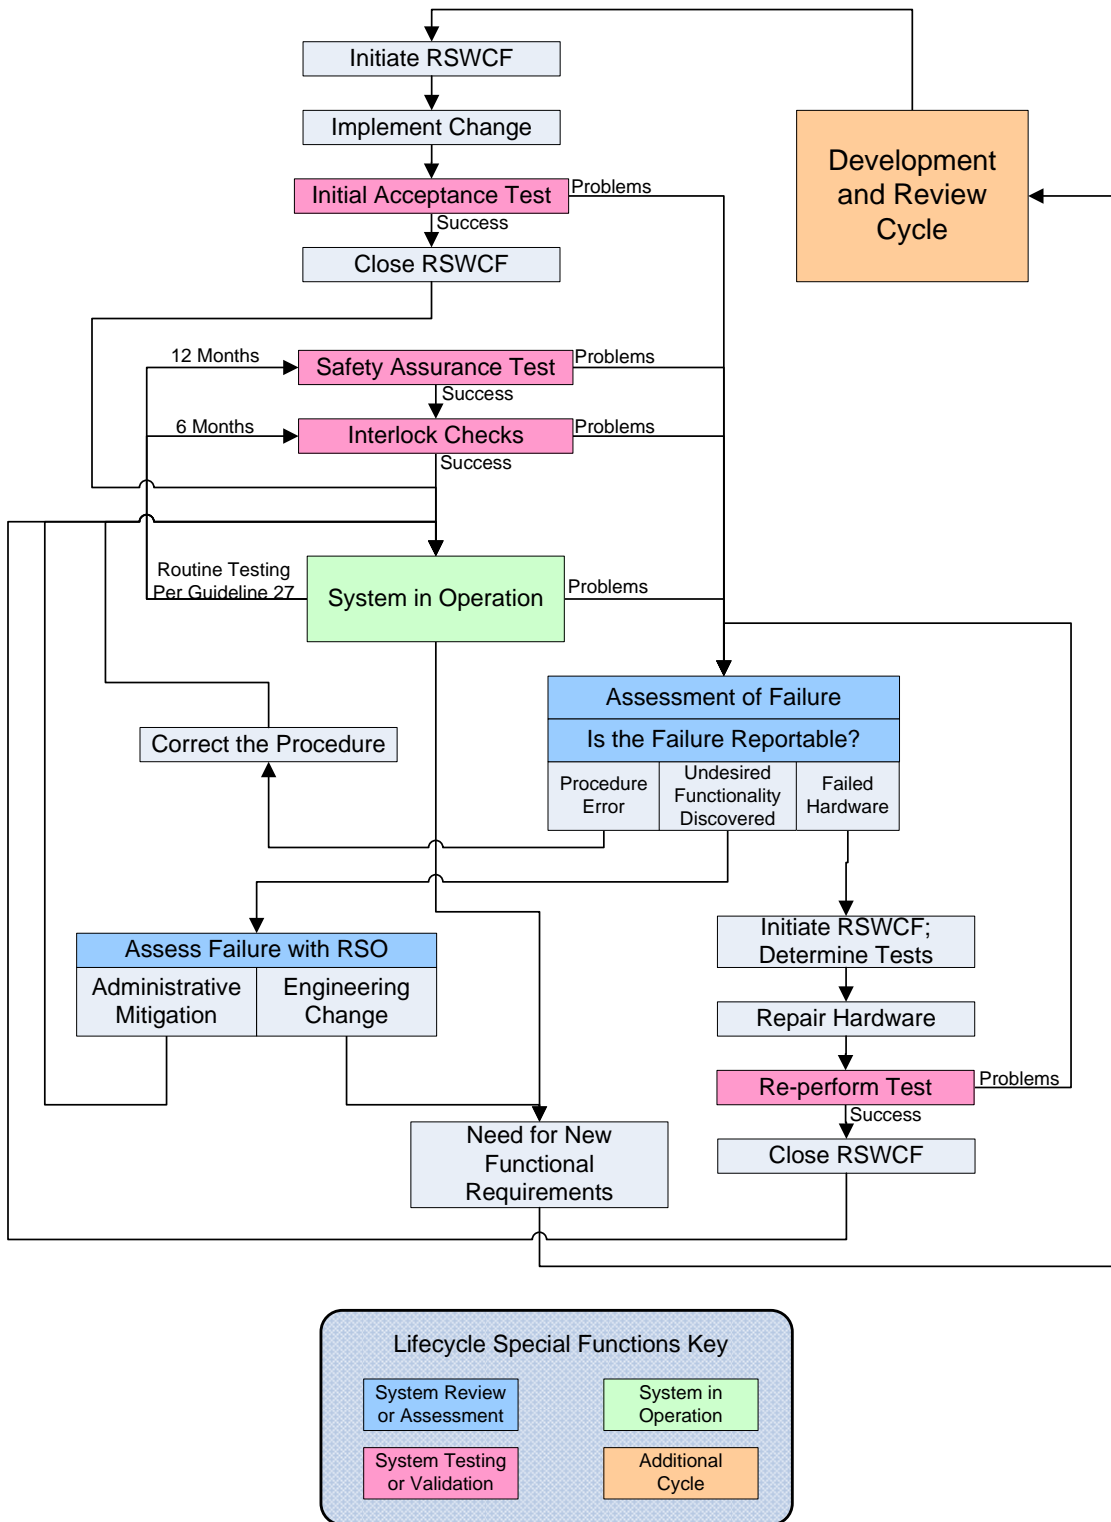 Initiate RSWCF
Implement Change
Initial Acceptance Test
Problems
Success
Close RSWCF
Development
and Review
Cycle
12 Months
Safety Assurance Test
Problems
Success
6 Months
Interlock Checks
Problems
Success
Routine Testing
Per Guideline 27
System in Operation
Problems
Assessment of Failure
Is the Failure Reportable?
Procedure
Error
Undesired
Functionality
Discovered
Failed
Hardware
Correct the Procedure
Assess Failure with RSO
Administrative
Mitigation
Engineering
Change
Initiate RSWCF;
Determine Tests
Repair Hardware
Re-perform Test
Problems
Success
Close RSWCF
Need for New
Functional
Requirements
Lifecycle Special Functions Key
System Review
or Assessment
System in
Operation
System Testing
or Validation
Additional
Cycle